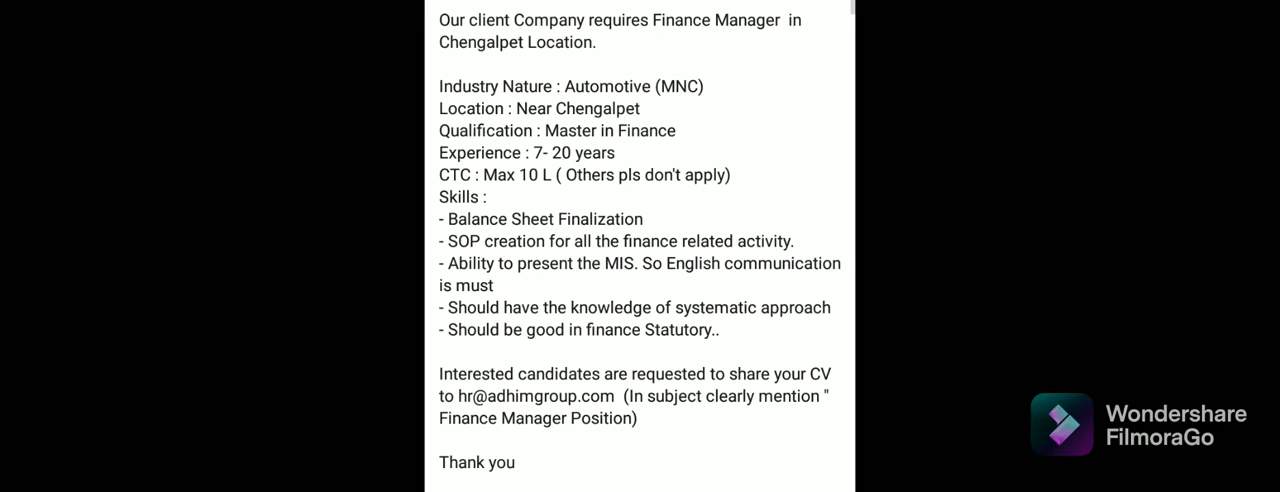 Our client Company requires Finance Manager in
Chengalpet Location.
Industry Nature : Automotive (MNC)
Location : Near Chengalpet
Qualification : Master in Finance
Experience : 7- 20 years
CTC : Max 10 L ( Others pls don't apply)
Skills :
- Balance Sheet Finalization
- SOP creation for all the finance related activity.
- Ability to present the MIS. So English communication
is must
- Should have the knowledge of systematic approach
- Should be good in finance Statutory..
Interested candidates are requested to share your CV
to hr@adhimgroup.com (In subject clearly mention "
Finance Manager Position)
Thank you
Wondershare
FilmoraGo